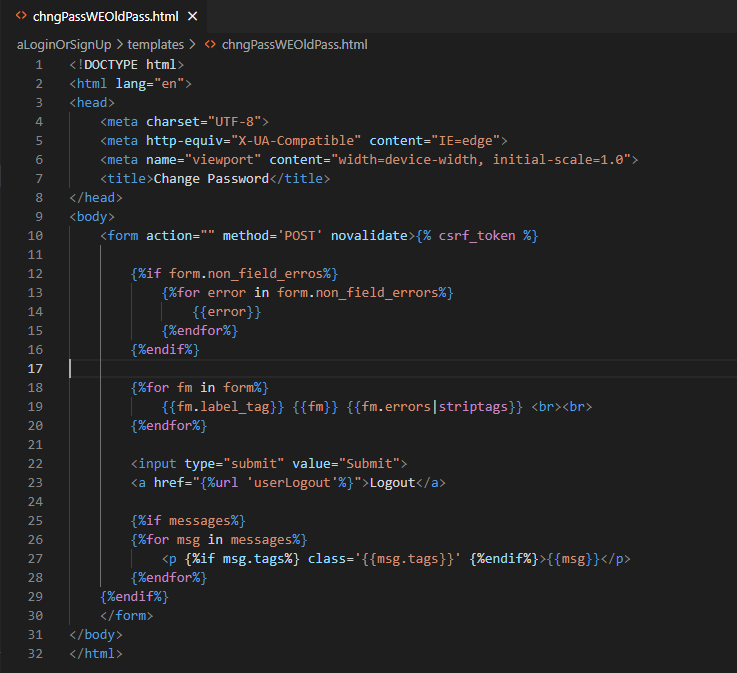 <> chngPassWEOldPass.html ×
aLoginOrSignUp > templates > <> chngPassWEOldPass.html
1 <!DOCTYPE html>
2 <html lang="en">
3 <head>
4     <meta charset="UTF-8">
5     <meta http-equiv="X-UA-Compatible" content="IE=edge">
6     <meta name="viewport" content="width=device-width, initial-scale=1.0">
7     <title>Change Password</title>
8 </head>
9 <body>
10     <form action="" method='POST' novalidate>{% csrf_token %}
11
12         {%if form.non_field_erros%}
13             {%for error in form.non_field_errors%}
14                 {{error}}
15             {%endfor%}
16         {%endif%}
17
18         {%for fm in form%}
19             {{fm.label_tag}} {{fm}} {{fm.errors|striptags}} <br><br>
20         {%endfor%}
21
22         <input type="submit" value="Submit">
23         <a href="{%url 'userLogout'%}">Logout</a>
24
25         {%if messages%}
26         {%for msg in messages%}
27             <p {%if msg.tags%} class='{{msg.tags}}' {%endif%}>{{msg}}</p>
28         {%endfor%}
29     {%endif%}
30     </form>
31 </body>
32 </html>